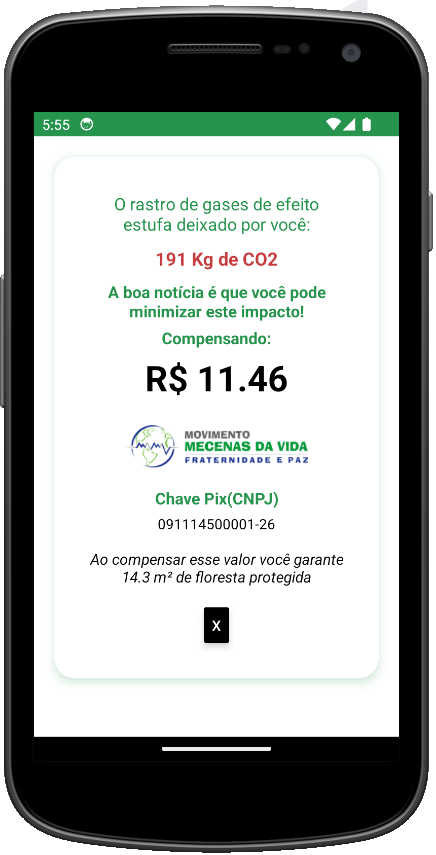 5:55
O rastro de gases de efeito
estufa deixado por você:
191 Kg de CO2
A boa notícia é que você pode
minimizar este impacto!
Compensando:
R$ 11.46
MOVIMENTO
MECENAS DA VIDA
FRATERNIDADE E PAZ
Chave Pix(CNPJ)
091114500001-26
Ao compensar esse valor você garante
14.3 m² de floresta protegida
X